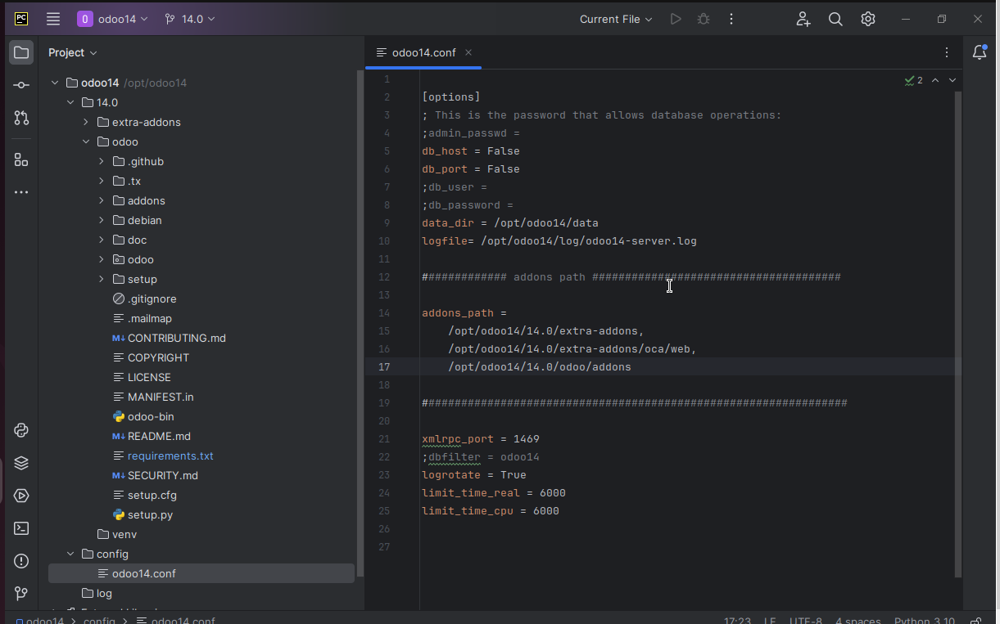 PC
O odoo14
14.0
Current File
Project
odoo14.conf
odoo14 /opt/odoo14
14.0
extra-addons
odoo
.github
.tx
addons
debian
doc
odoo
setup
.gitignore
.mailmap
M↓ CONTRIBUTING.md
COPYRIGHT
LICENSE
MANIFEST.in
odoo-bin
M↓ README.md
requirements.txt
M↓ SECURITY.md
setup.cfg
setup.py
venv
config
odoo14.conf
log
2
1
2 [options]
3 ; This is the password that allows database operations:
4 ;admin_passwd =
5 db_host = False
6 db_port = False
7 ;db_user =
8 ;db_password =
9 data_dir = /opt/odoo14/data
10 logfile= /opt/odoo14/log/odoo14-server.log
11
12 ############# addons path ######################################
13
14 addons_path =
15 /opt/odoo14/14.0/extra-addons,
16 /opt/odoo14/14.0/extra-addons/oca/web,
17 /opt/odoo14/14.0/odoo/addons
18
19 #################################################################
20
21 xmlrpc_port = 1469
22 ;dbfilter = odoo14
23 logrotate = True
24 limit_time_real = 6000
25 limit_time_cpu = 6000
26
27
odoo14 > config > odoo14.conf
17:23 LF UTF-8 4 spaces Python 3.10